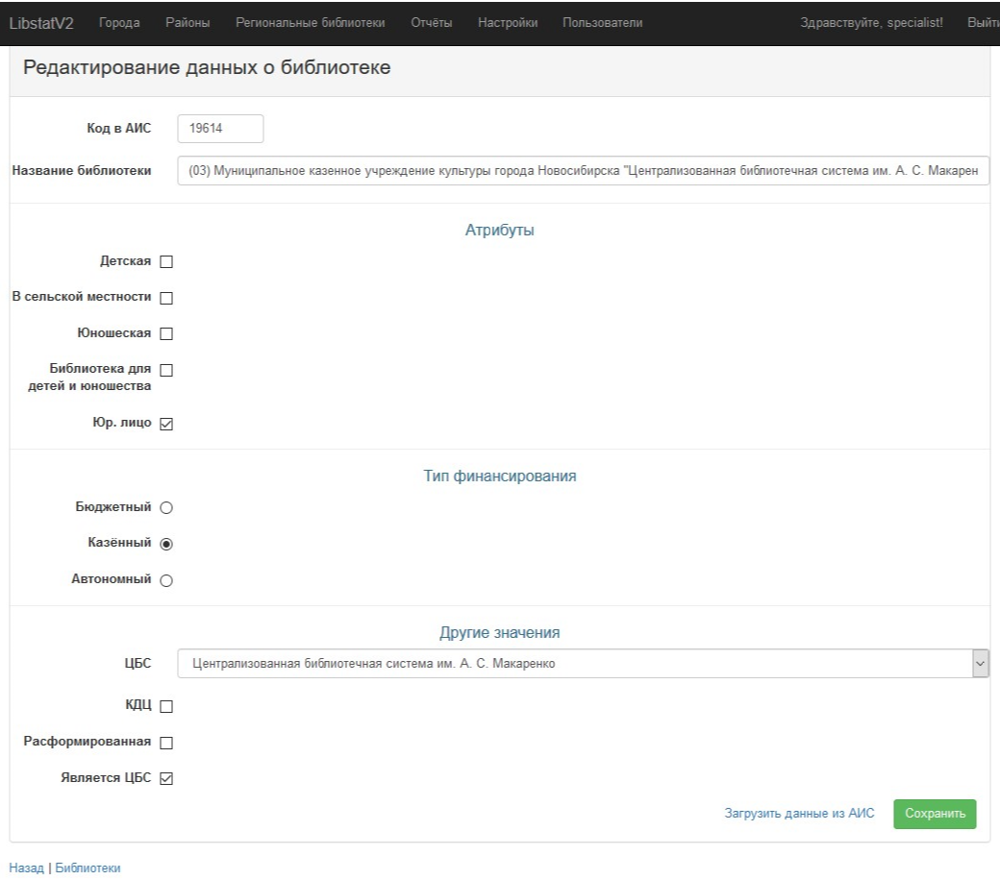 LibstatV2 Города Районы Региональные библиотеки Отчёты Настройки Пользователи Здравствуйте, specialist! Выйти
Редактирование данных о библиотеке
Код в АИС 19614
Название библиотеки (03) Муниципальное казенное учреждение культуры города Новосибирска "Централизованная библиотечная система им. А. С. Макарен
Атрибуты
Детская
В сельской местности
Юношеская
Библиотека для
детей и юношества
Юр. лицо
Тип финансирования
Бюджетный
Казённый
Автономный
Другие значения
ЦБС Централизованная библиотечная система им. А. С. Макаренко
КДЦ
Расформированная
Является ЦБС
Загрузить данные из АИС Сохранить
Назад | Библиотеки